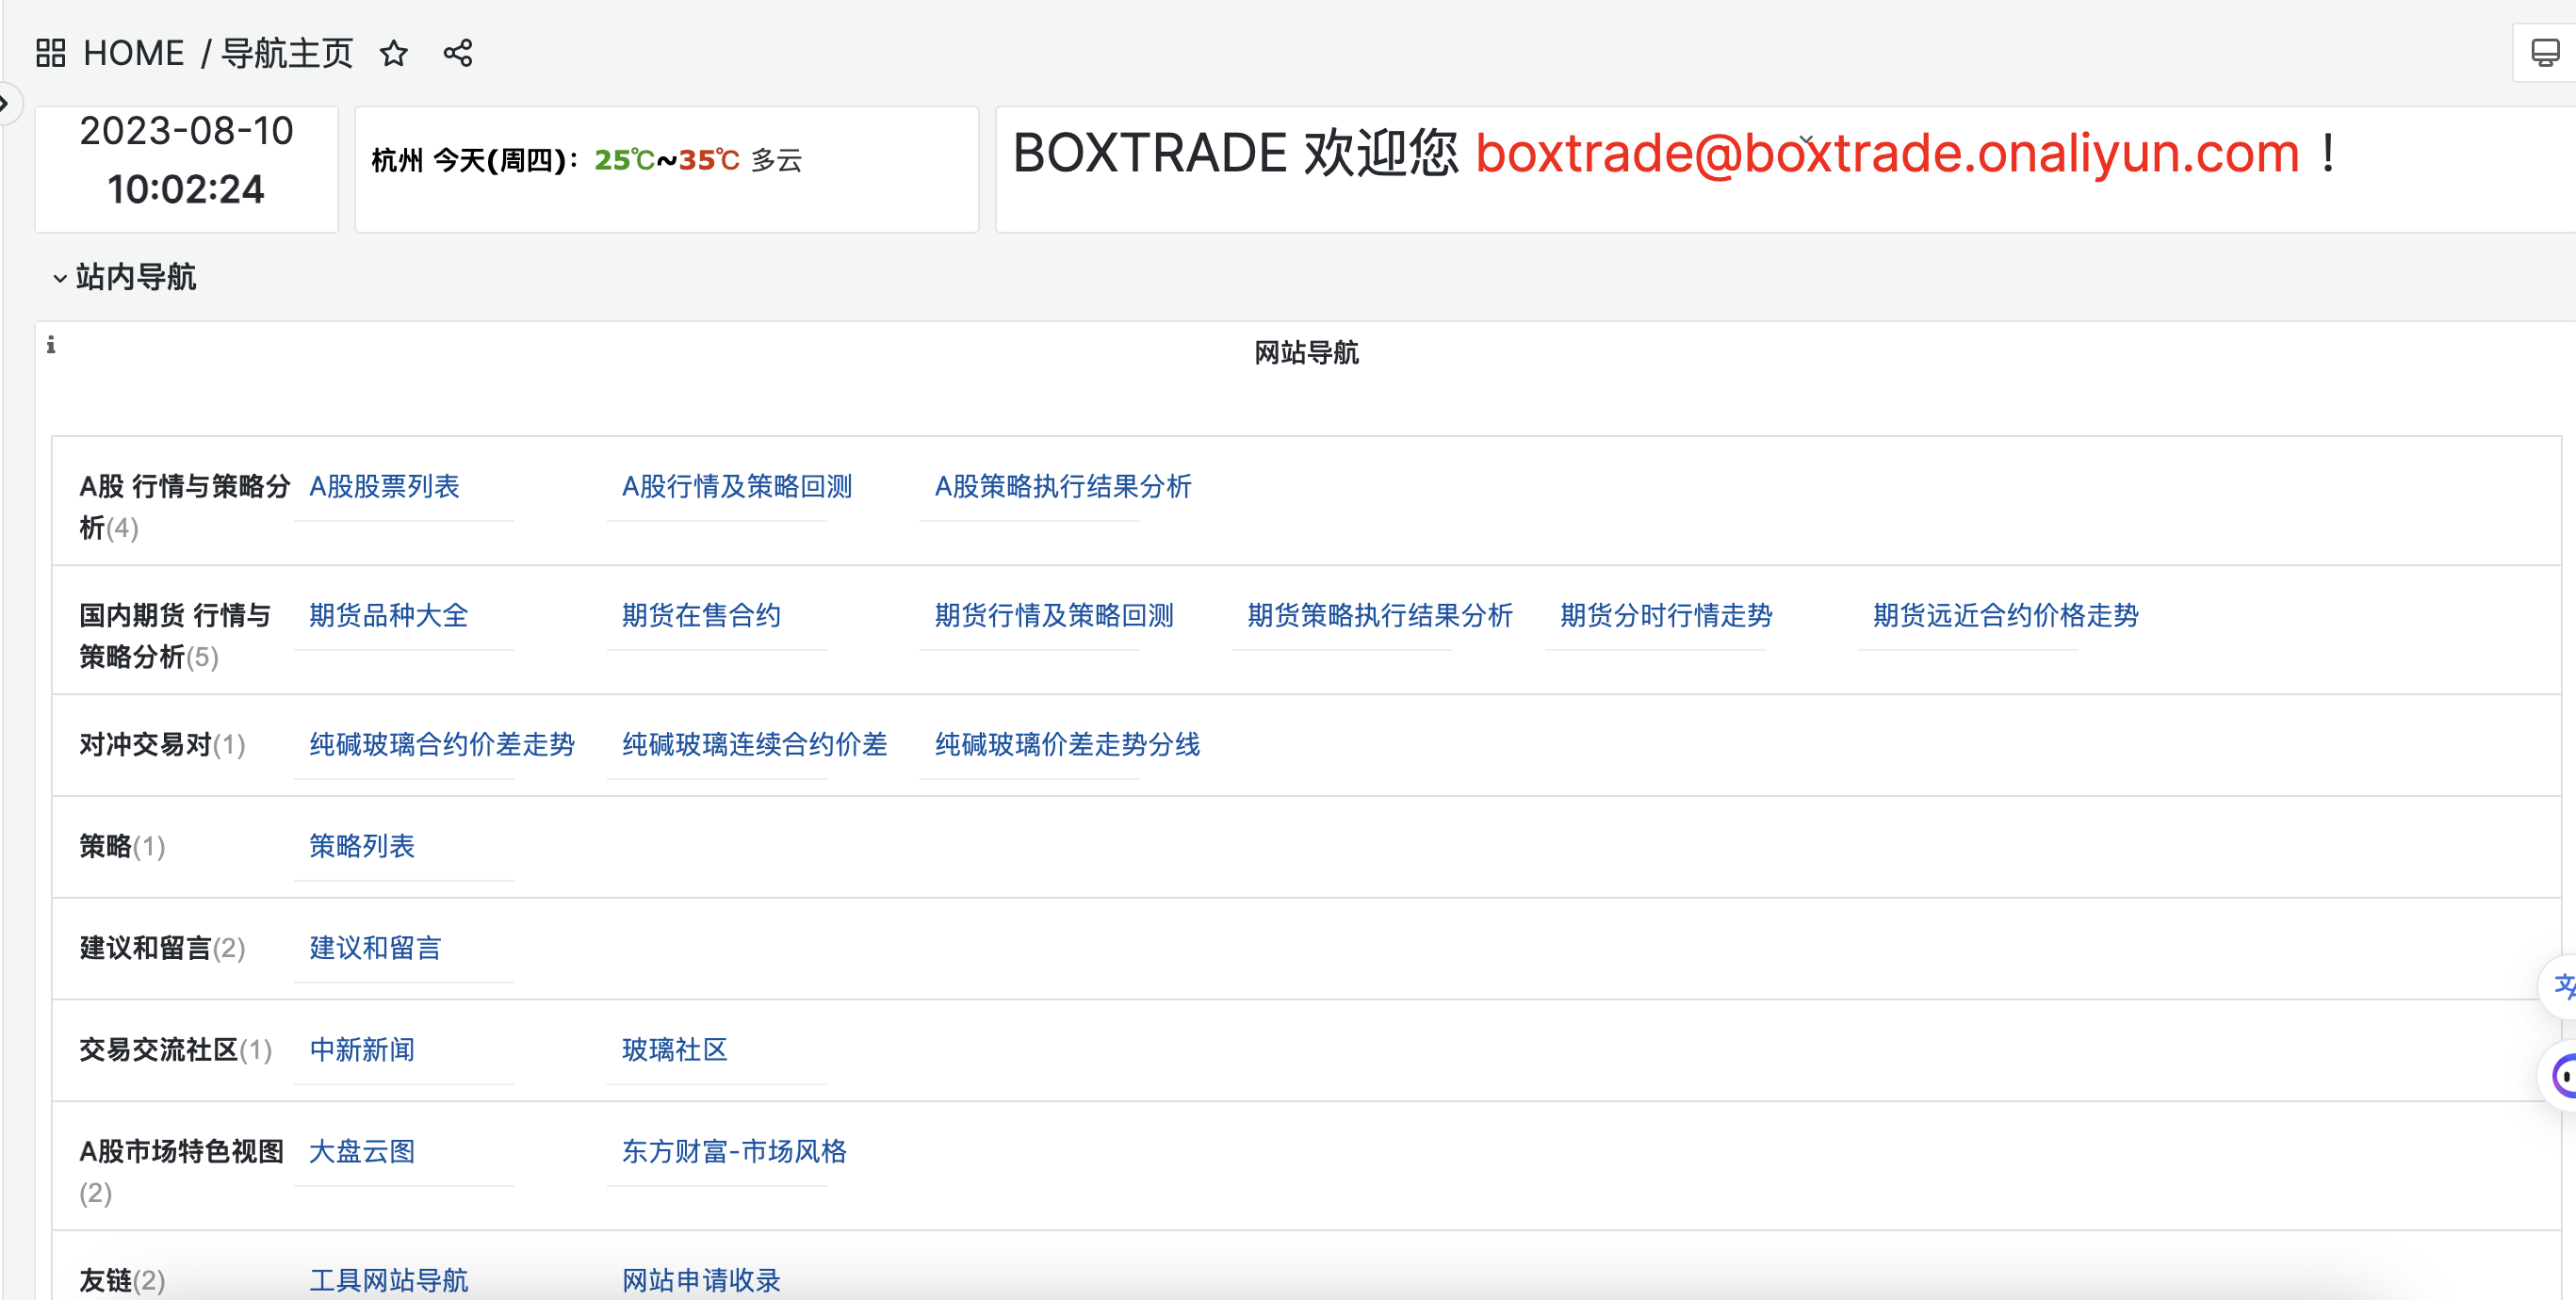 HOME / 导航主页
2023-08-10
10:02:24
杭州 今天(周四)：25℃~35℃ 多云
BOXTRADE 欢迎您 boxtrade@boxtrade.onaliyun.com！
站内导航
网站导航
A股 行情与策略分析(4) A股股票列表 A股行情及策略回测 A股策略执行结果分析
国内期货 行情与策略分析(5) 期货品种大全 期货在售合约 期货行情及策略回测 期货策略执行结果分析 期货分时行情走势 期货远近合约价格走势
对冲交易对(1) 纯碱玻璃合约价差走势 纯碱玻璃连续合约价差 纯碱玻璃价差走势分线
策略(1) 策略列表
建议和留言(2) 建议和留言
交易交流社区(1) 中新新闻 玻璃社区
A股市场特色视图(2) 大盘云图 东方财富-市场风格
友链(2) 工具网站导航 网站申请收录